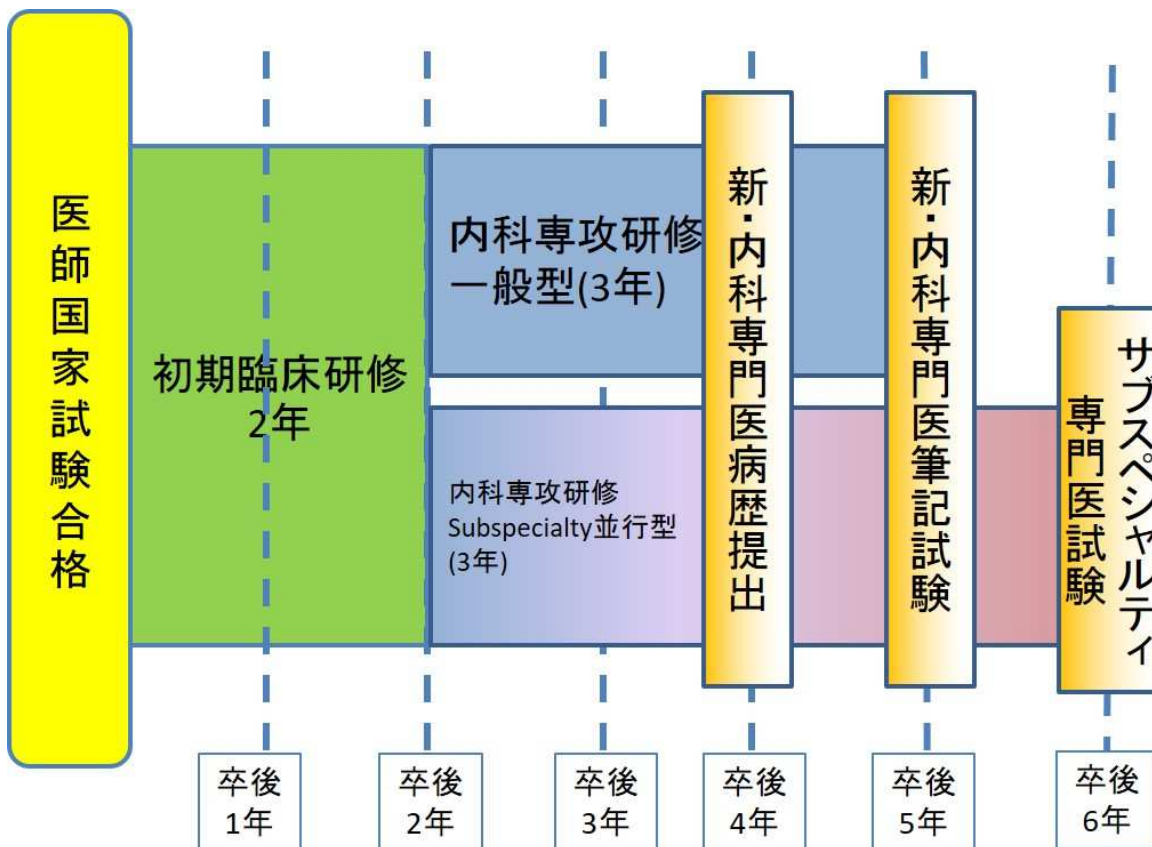 医師国家試験合格
初期臨床研修
2年
内科専攻研修
一般型(3年)
内科専攻研修
Subspecialty並行型
(3年)
新・内科専門医病歴提出
新・内科専門医筆記試験
サブスペシャルティ
専門医試験
卒後
1年
卒後
2年
卒後
3年
卒後
4年
卒後
5年
卒後
6年